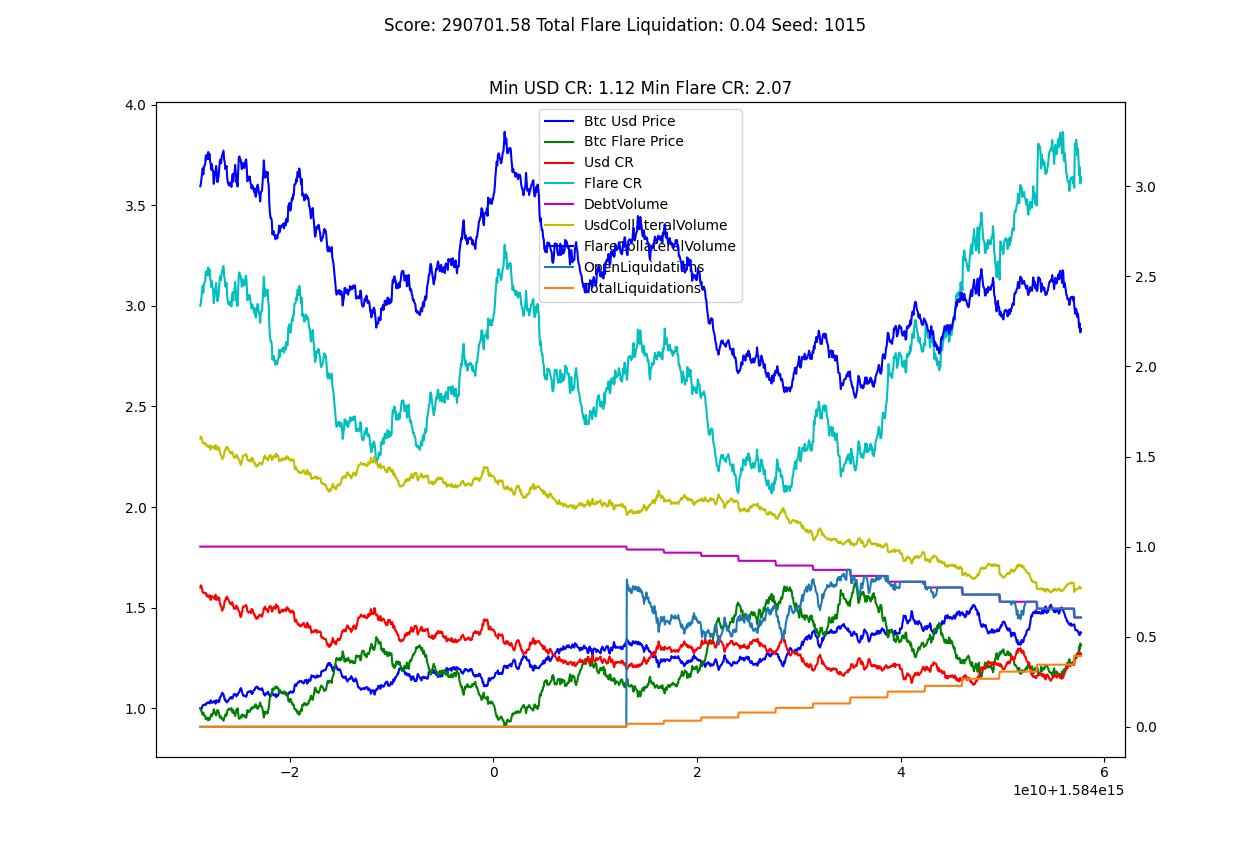 Score: 290701.58 Total Flare Liquidation: 0.04 Seed: 1015
Min USD CR: 1.12 Min Flare CR: 2.07
Btc Usd Price
Btc Flare Price
Usd CR
Flare CR
DebtVolume
UsdCollateralVolume
FlareCollateralVolume
OpenLiquidations
TotalLiquidations
4.0
3.5
3.0
2.5
2.0
1.5
1.0
3.0
2.5
2.0
1.5
1.0
0.5
0.0
−2
0
2
4
6
1e10+1.584e15